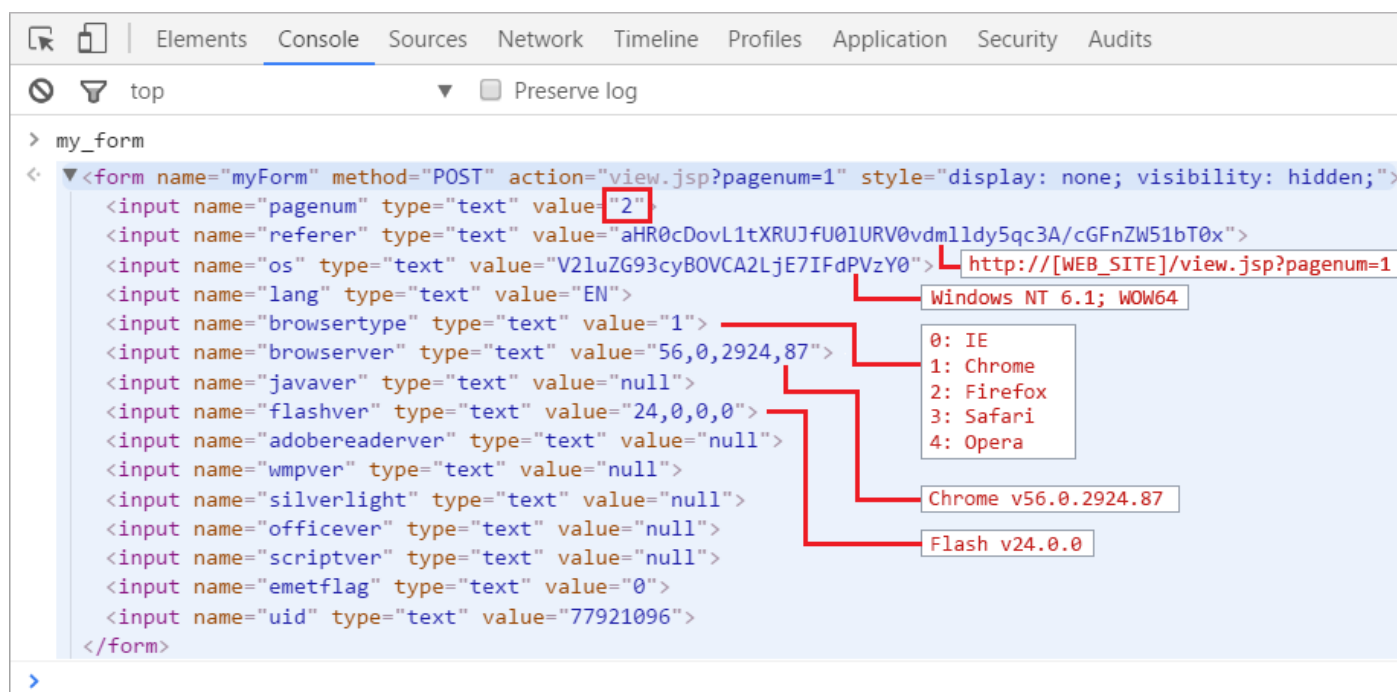 Elements Console Sources Network Timeline Profiles Application Security Audits
top ▼ Preserve log
> my_form
▼<form name="myForm" method="POST" action="view.jsp?pagenum=1" style="display: none; visibility: hidden;">
<input name="pagenum" type="text" value="2">
<input name="referer" type="text" value="aHR0cDovL1tXRUJfU0lURV0vdmlldy5qc3A/cGFnZW51bT0x">
http://[WEB_SITE]/view.jsp?pagenum=1
<input name="os" type="text" value="V2luZG93cyBOVCA2LjE7IFdPVzY0">
Windows NT 6.1; WOW64
<input name="lang" type="text" value="EN">
<input name="browsertype" type="text" value="1">
0: IE
1: Chrome
2: Firefox
3: Safari
4: Opera
<input name="browserver" type="text" value="56,0,2924,87">
Chrome v56.0.2924.87
<input name="javaver" type="text" value="null">
<input name="flashver" type="text" value="24,0,0,0">
Flash v24.0.0
<input name="adobereaderver" type="text" value="null">
<input name="wmpver" type="text" value="null">
<input name="silverlight" type="text" value="null">
<input name="officever" type="text" value="null">
<input name="scriptver" type="text" value="null">
<input name="emetflag" type="text" value="0">
<input name="uid" type="text" value="77921096">
</form>
>